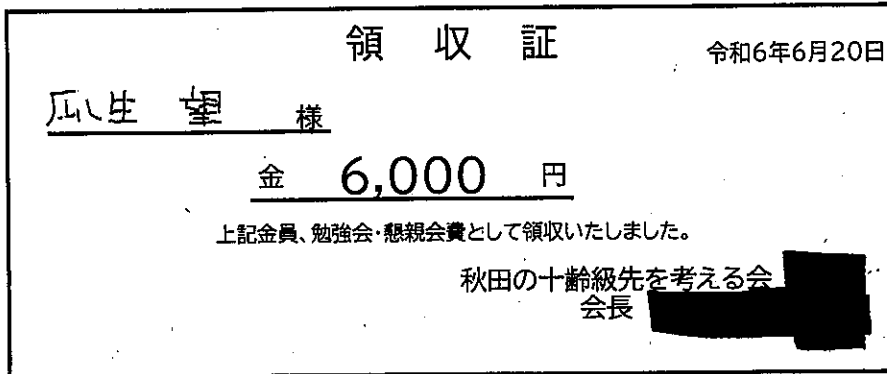 領収証
令和6年6月20日
瓜生 望 様
金 6,000 円
上記金員、勉強会・懇親会費として領収いたしました。
秋田の十齢級先を考える会
会長